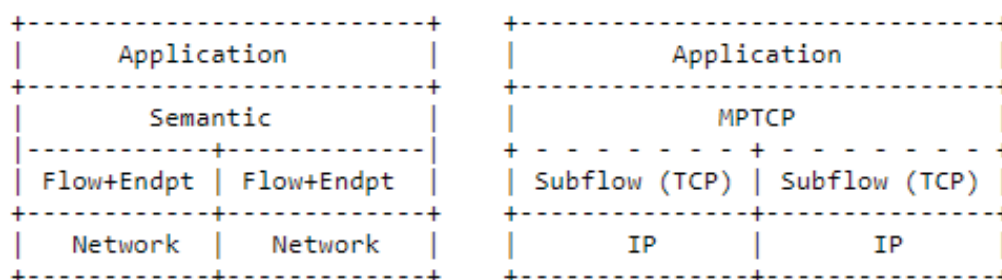 Application Application
Semantic MPTCP
Flow+Endpt | Flow+Endpt Subflow (TCP) | Subflow (TCP)
Network | Network IP | IP